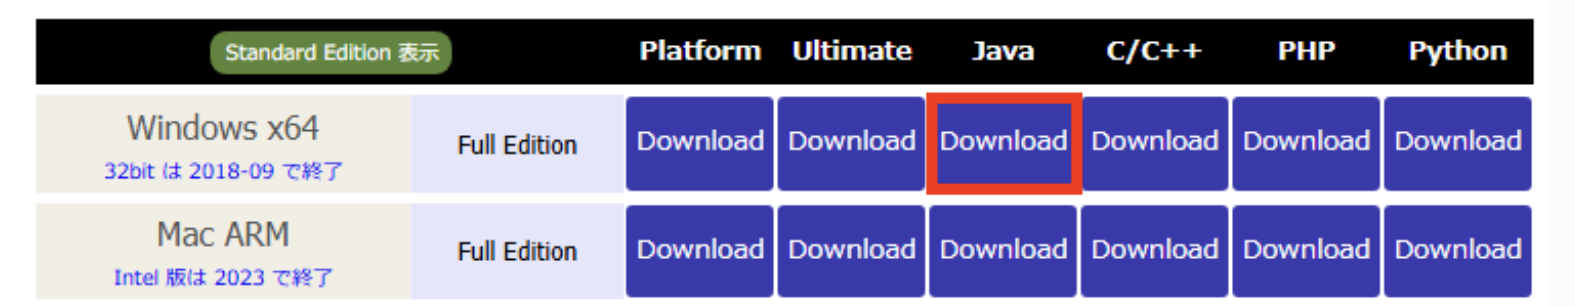 Standard Edition 表示 Platform Ultimate Java C/C++ PHP Python
Windows x64
32bit は 2018-09 で終了
Full Edition Download Download Download Download Download Download
Mac ARM
Intel 版は 2023 で終了
Full Edition Download Download Download Download Download Download